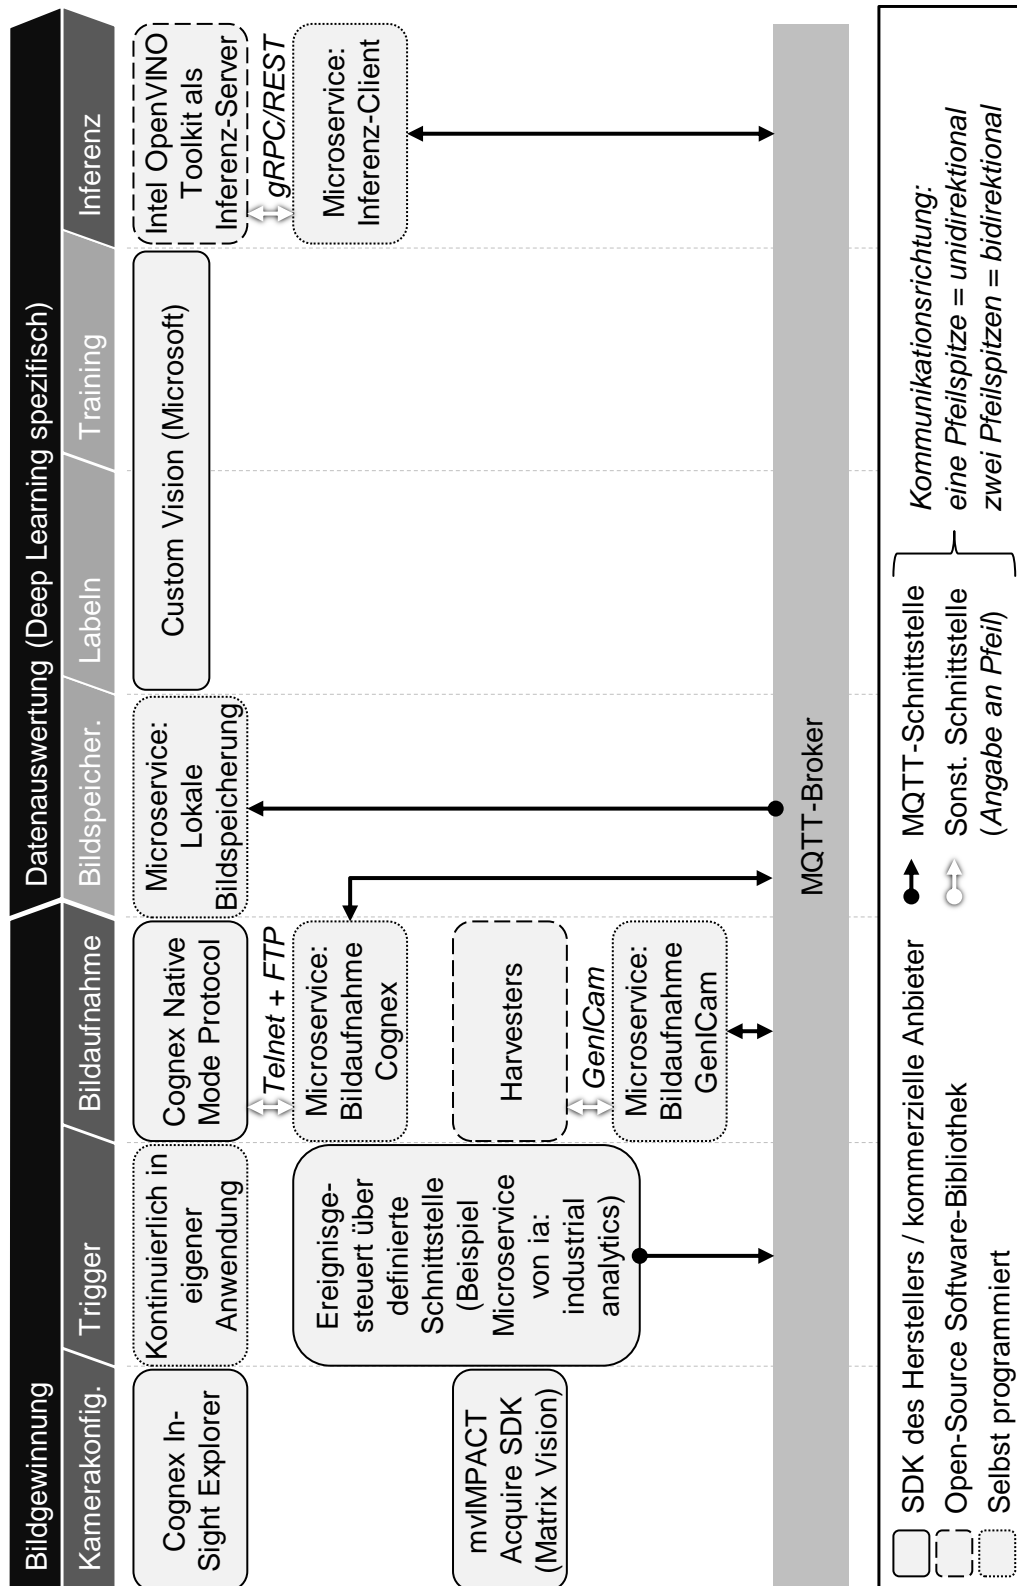 Bildgewinnung
Datenauswertung (Deep Learning spezifisch)
Kamerakonfig.
Trigger
Bildaufnahme
Bildspeicher.
Labeln
Training
Inferenz
Cognex In-
Sight Explorer
mvIMPACT
Acquire SDK
(Matrix Vision)
Kontinuierlich in
eigener
Anwendung
Ereignisge-
steuert über
definierte
Schnittstelle
(Beispiel
Microservice
von ia:
industrial
analytics)
Cognex Native
Mode Protocol
Telnet + FTP
Microservice:
Bildaufnahme
Cognex
Harvesters
GenICam
Microservice:
Bildaufnahme
GenICam
Microservice:
Lokale
Bildspeicherung
Custom Vision (Microsoft)
Intel OpenVINO
Toolkit als
Inferenz-Server
gRPC/REST
Microservice:
Inferenz-Client
MQTT-Broker
SDK des Herstellers / kommerzielle Anbieter
Open-Source Software-Bibliothek
Selbst programmiert
MQTT-Schnittstelle
Sonst. Schnittstelle
(Angabe an Pfeil)
Kommunikationsrichtung:
eine Pfeilspitze = unidirektional
zwei Pfeilspitzen = bidirektional